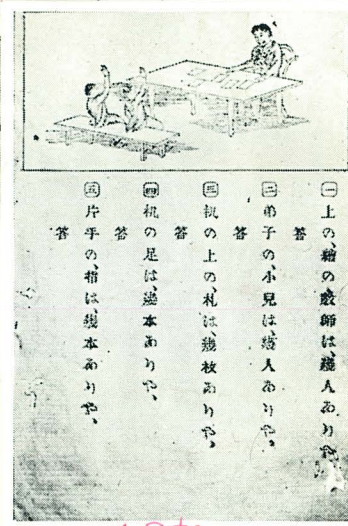 一 上の、繪の、教師は、幾人ありや、
答
二 弟子の、小兒は、幾人ありや、
答
三 机の上の、札は、幾枚ありや、
答
四 机の足は、幾本ありや、
答
五 片手の、指は、幾本ありや、
答